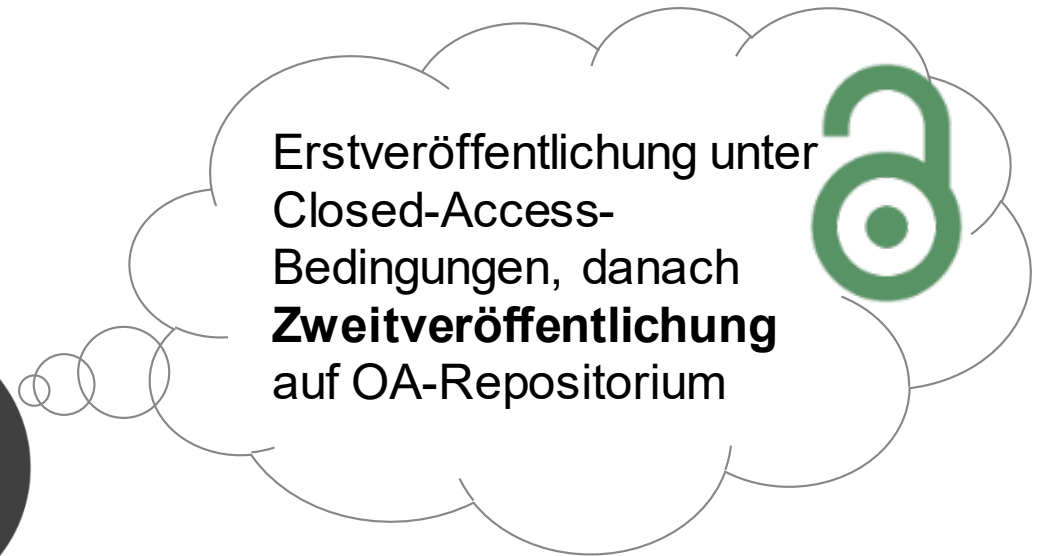 Erstveröffentlichung unter
Closed-Access-
Bedingungen, danach
Zweitveröffentlichung
auf OA-Repositorium